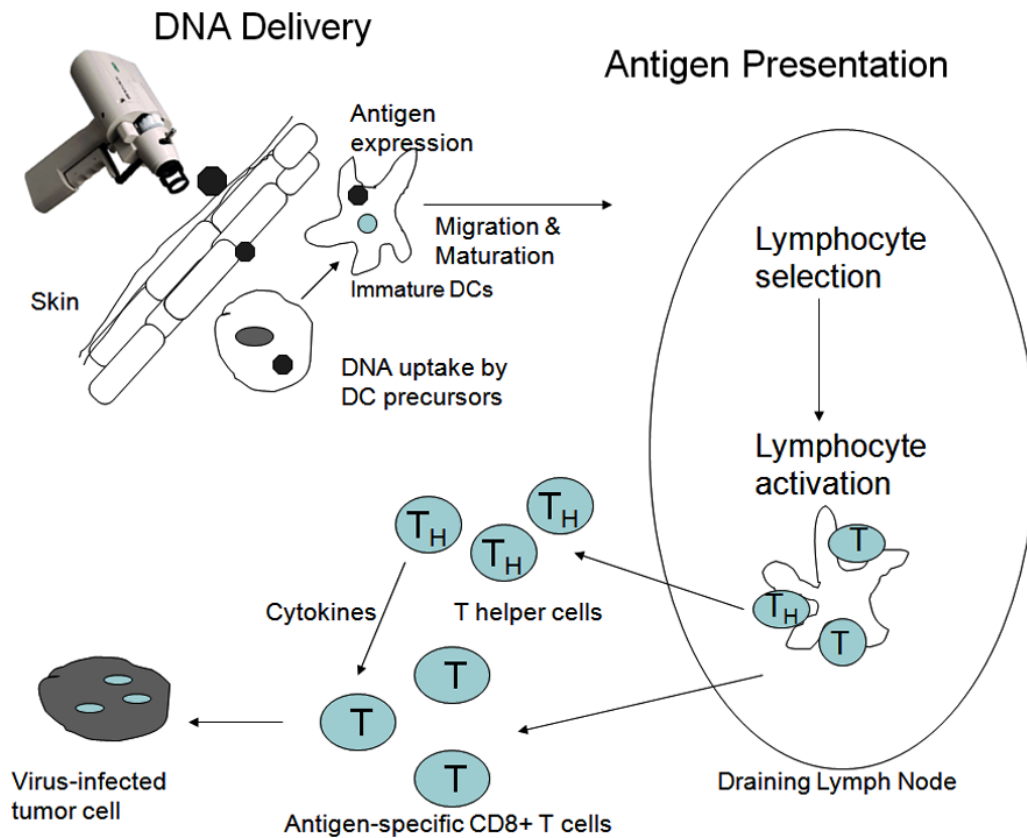 DNA Delivery
Antigen Presentation
Antigen
expression
Migration &
Maturation
Immature DCs
Skin
DNA uptake by
DC precursors
Lymphocyte
selection
Lymphocyte
activation
T
TH
T
TH
TH
TH
T helper cells
Cytokines
T
T
T
Virus-infected
tumor cell
Antigen-specific CD8+ T cells
Draining Lymph Node